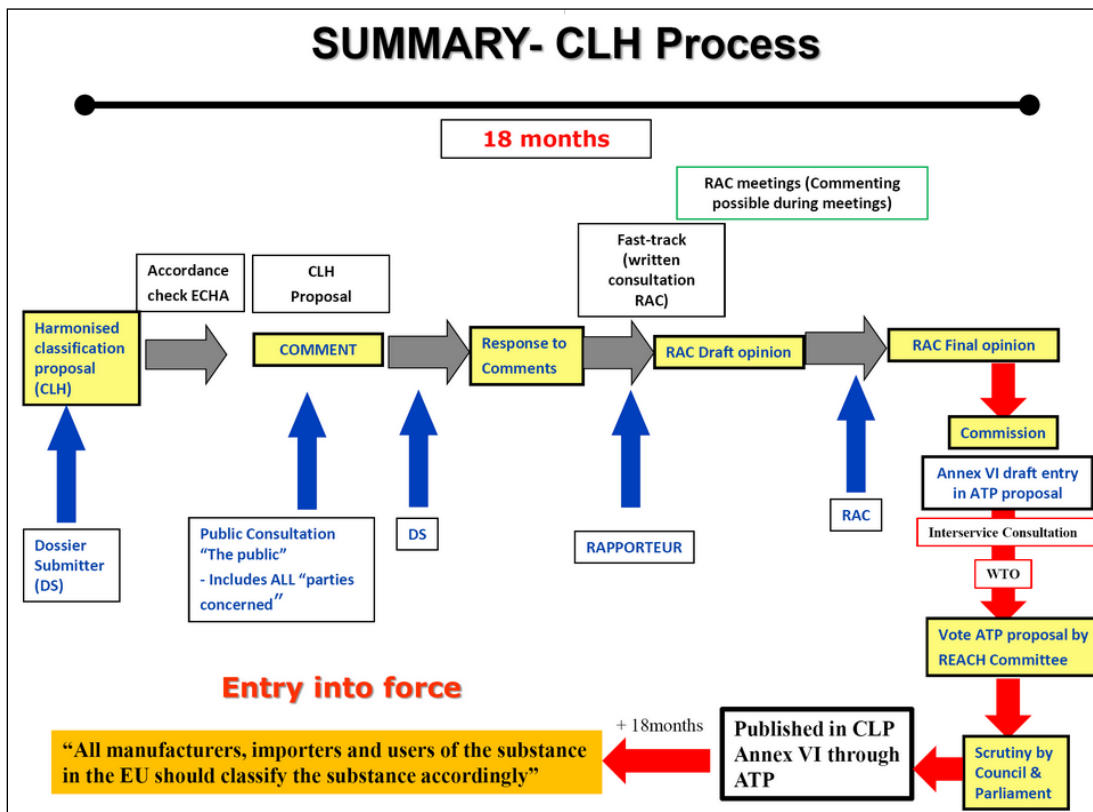 SUMMARY- CLH Process
18 months
RAC meetings (Commenting
possible during meetings)
Fast-track
(written
consultation
RAC)
Accordance
check ECHA
CLH
Proposal
Harmonised
classification
proposal
(CLH)
COMMENT
Response to
Comments
RAC Draft opinion
RAC Final opinion
Commission
Annex VI draft entry
in ATP proposal
Interservice Consultation
WTO
Dossier
Submitter
(DS)
Public Consultation
“The public”
- Includes ALL “parties
concerned”
DS
RAPPORTEUR
RAC
Vote ATP proposal by
REACH Committee
Scrutiny by
Council &
Parliament
Published in CLP
Annex VI through
ATP
+ 18months
Entry into force
“All manufacturers, importers and users of the substance
in the EU should classify the substance accordingly”